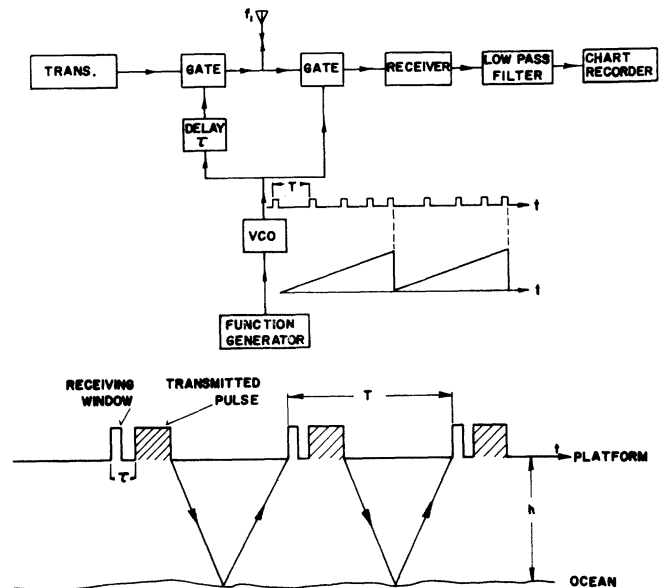 f₁
TRANS.
GATE
GATE
RECEIVER
LOW PASS
FILTER
CHART
RECORDER
DELAY
τ
T
t
VCO
t
FUNCTION
GENERATOR
RECEIVING
WINDOW
TRANSMITTED
PULSE
T
t
PLATFORM
τ
h
OCEAN